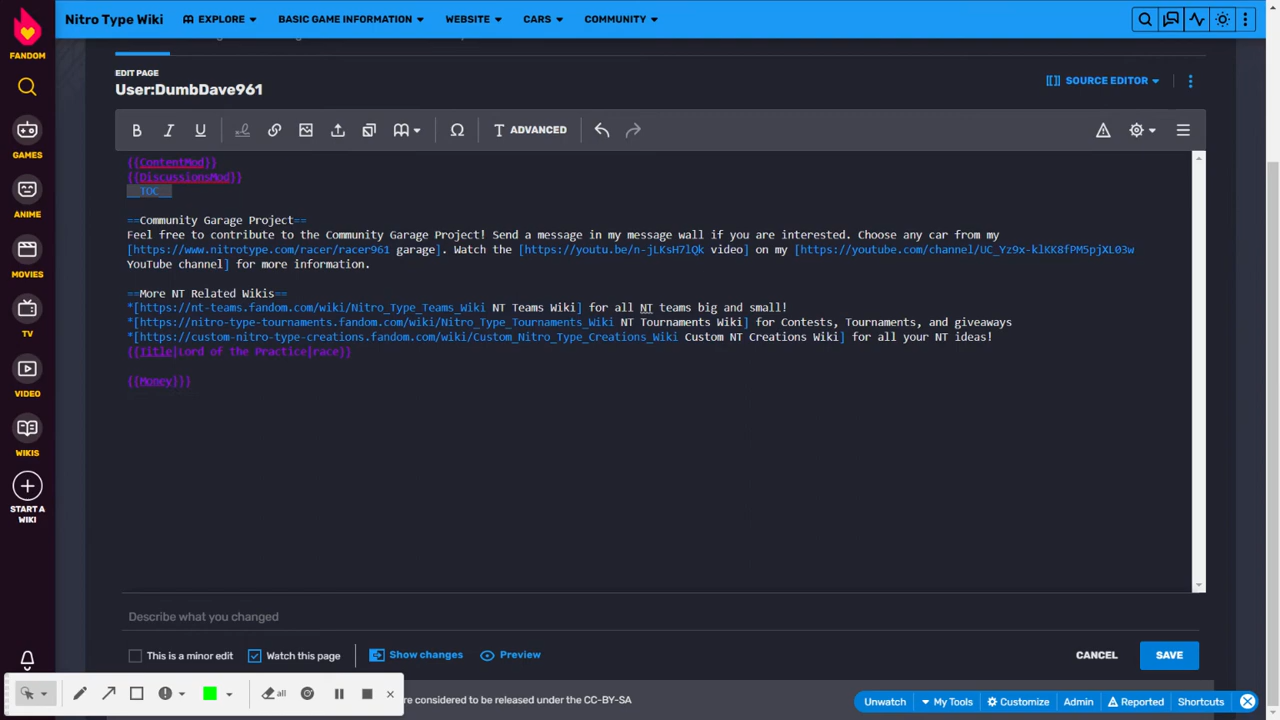 FANDOM
GAMES
ANIME
MOVIES
TV
VIDEO
WIKIS
START A
WIKI
Nitro Type Wiki
EXPLORE
BASIC GAME INFORMATION
WEBSITE
CARS
COMMUNITY
EDIT PAGE
User:DumbDave961
SOURCE EDITOR
B I U
Ω
T ADVANCED
{{ContentMod}}
{{DiscussionsMod}}
__TOC__
==Community Garage Project==
Feel free to contribute to the Community Garage Project! Send a message in my message wall if you are interested. Choose any car from my
[https://www.nitrotype.com/racer/racer961 garage]. Watch the [https://youtu.be/n-jLKsH7lQk video] on my [https://youtube.com/channel/UC_Yz9x-klKK8fPM5pjXL03w
YouTube channel] for more information.
==More NT Related Wikis==
*[https://nt-teams.fandom.com/wiki/Nitro_Type_Teams_Wiki NT Teams Wiki] for all NT teams big and small!
*[https://nitro-type-tournaments.fandom.com/wiki/Nitro_Type_Tournaments_Wiki NT Tournaments Wiki] for Contests, Tournaments, and giveaways
*[https://custom-nitro-type-creations.fandom.com/wiki/Custom_Nitro_Type_Creations_Wiki Custom NT Creations Wiki] for all your NT ideas!
{{Title|Lord of the Practice|race}}
{{Money}}}
Describe what you changed
This is a minor edit
Watch this page
Show changes
Preview
CANCEL
SAVE
all
re considered to be released under the CC-BY-SA
Unwatch
My Tools
Customize
Admin
Reported
Shortcuts